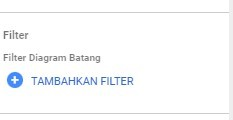 Filter
Filter Diagram Batang
TAMBAHKAN FILTER